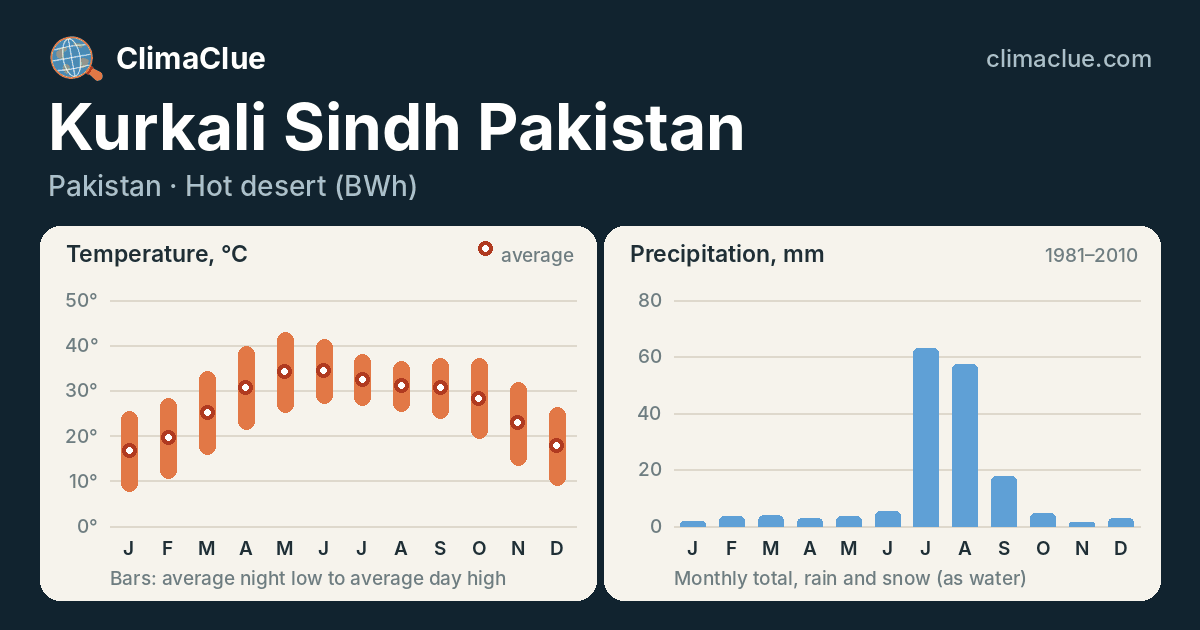 ClimaClue
climaclue.com
Kurkali Sindh Pakistan
Pakistan · Hot desert (BWh)
Temperature, °C
average
50°
40°
30°
20°
10°
0°
J F M A M J J A S O N D
Bars: average night low to average day high
Precipitation, mm
1981–2010
80
60
40
20
0
J F M A M J J A S O N D
Monthly total, rain and snow (as water)